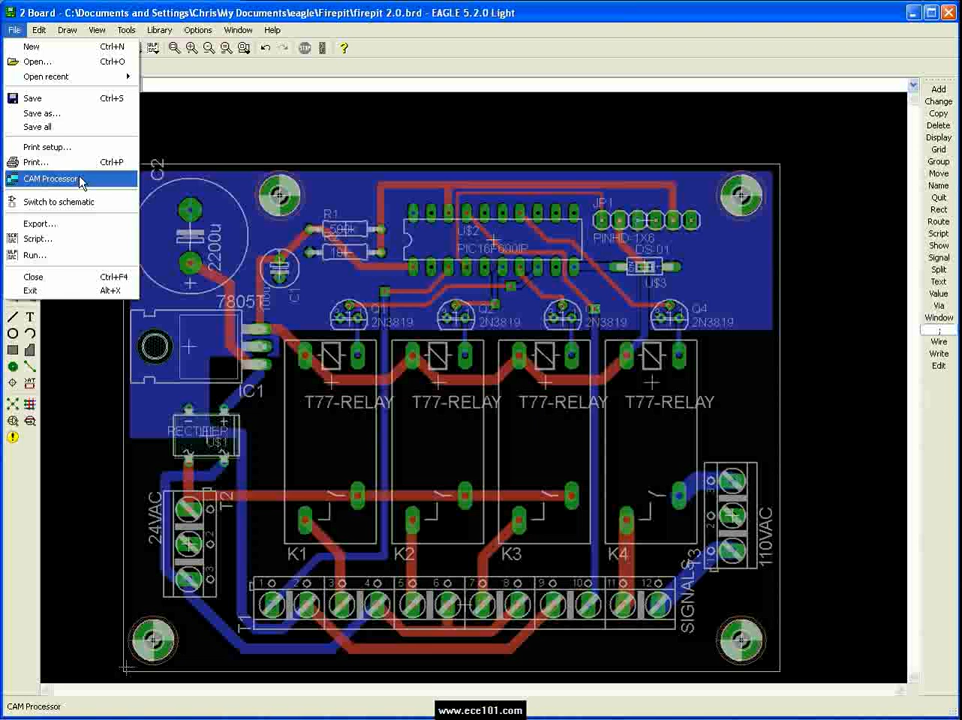 2 Board - C:\Documents and Settings\Chris\My Documents\eagle\Firepit\firepit 2.0.brd - EAGLE 5.2.0 Light
File Edit Draw View Tools Library Options Window Help
New Ctrl+N
Open... Ctrl+O
Open recent
Save Ctrl+S
Save as...
Save all
Print setup...
Print... Ctrl+P
CAM Processor
Switch to schematic
Export...
Script...
Run...
Close Ctrl+F4
Exit Alt+X
Add
Change
Copy
Delete
Display
Grid
Group
Move
Name
Quit
Rect
Route
Script
Show
Signal
Split
Text
Value
Via
Window
;
Wire
Write
Edit
C2
2200u
R1
C1
U$2
JP1
PINHD-1X6
DS-01
U$3
7805T
IC1
2N3819
2N3819
2N3819
Q4
2N3819
T77-RELAY
T77-RELAY
T77-RELAY
T77-RELAY
RECTIFIER
U$1
24VAC
T2
1
2
3
K1
K2
K3
K4
T3
3
2
110VAC
T1
1 2 3 4 5 6 7 8 9 10 11 12
SIGNALS
CAM Processor
www.ece101.com